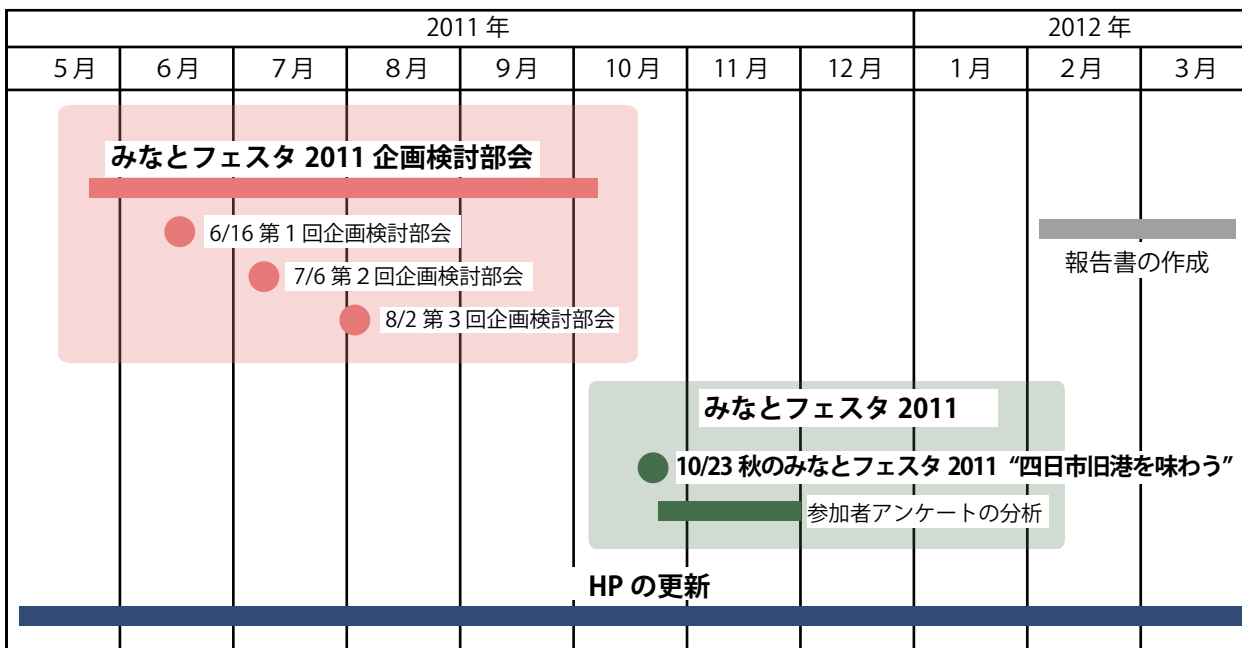 2011 年
2012 年
5 月
6 月
7 月
8 月
9 月
10 月
11 月
12 月
1 月
2 月
3 月
みなとフェスタ 2011 企画検討部会
6/16 第 1 回企画検討部会
7/6 第 2 回企画検討部会
8/2 第 3 回企画検討部会
報告書の作成
みなとフェスタ 2011
10/23 秋のみなとフェスタ 2011 “四日市旧港を味わう”
参加者アンケートの分析
HP の更新